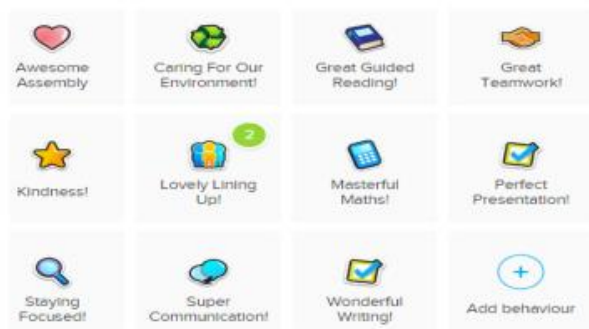 Awesome
Assembly
Caring For Our
Environment!
Great Guided
Reading!
Great
Teamwork!
Kindness!
2
Lovely Lining
Up!
Masterful
Maths!
Perfect
Presentation!
Staying
Focused!
Super
Communication!
Wonderful
Writing!
Add behaviour